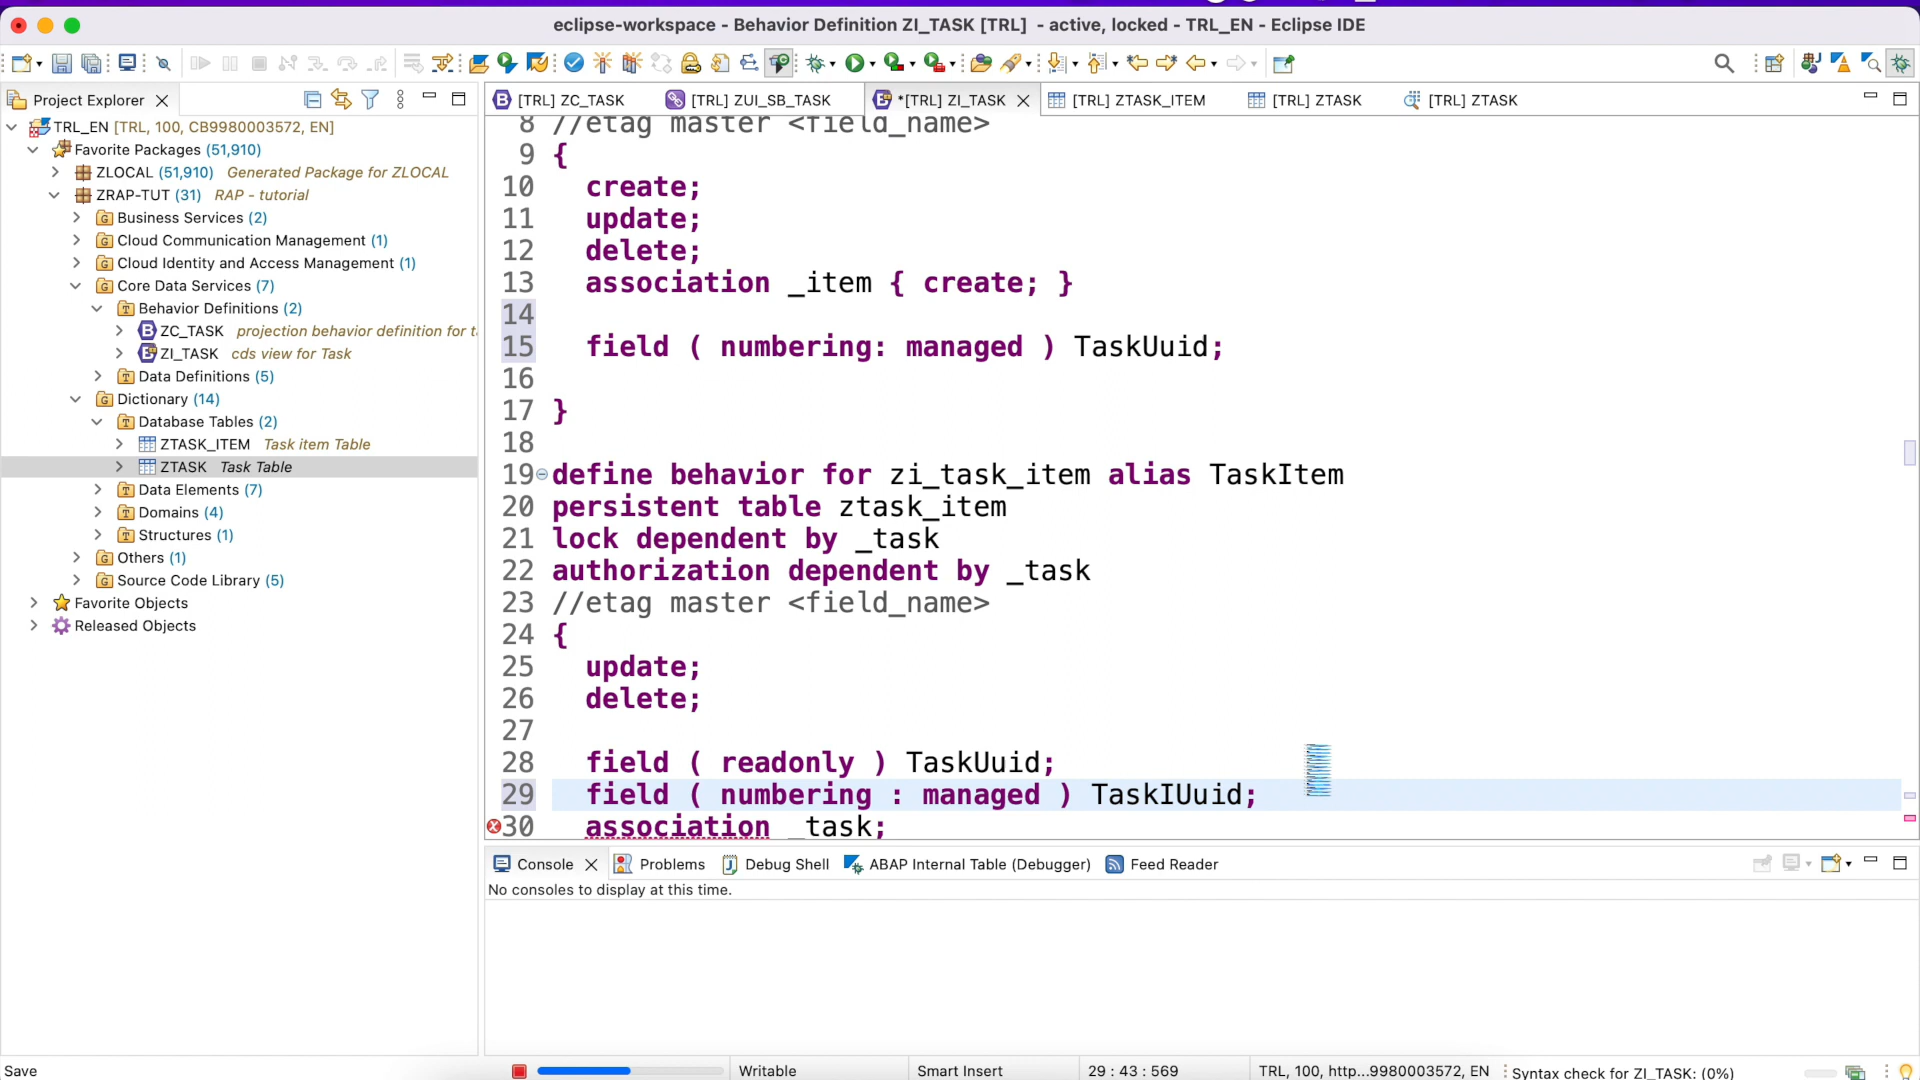 eclipse-workspace - Behavior Definition ZI_TASK [TRL]  - active, locked - TRL_EN - Eclipse IDE
Project Explorer
[TRL] ZC_TASK
[TRL] ZUI_SB_TASK
*[TRL] ZI_TASK
[TRL] ZTASK_ITEM
[TRL] ZTASK
[TRL] ZTASK
TRL_EN [TRL, 100, CB9980003572, EN]
Favorite Packages (51,910)
ZLOCAL (51,910) Generated Package for ZLOCAL
ZRAP-TUT (31) RAP - tutorial
Business Services (2)
Cloud Communication Management (1)
Cloud Identity and Access Management (1)
Core Data Services (7)
Behavior Definitions (2)
ZC_TASK projection behavior definition for t
ZI_TASK cds view for Task
Data Definitions (5)
Dictionary (14)
Database Tables (2)
ZTASK_ITEM Task item Table
ZTASK Task Table
Data Elements (7)
Domains (4)
Structures (1)
Others (1)
Source Code Library (5)
Favorite Objects
Released Objects
8 //etag master <field_name>
9 {
10 create;
11 update;
12 delete;
13 association _item { create; }
14
15 field ( numbering: managed ) TaskUuid;
16
17 }
18
19 define behavior for zi_task_item alias TaskItem
20 persistent table ztask_item
21 lock dependent by _task
22 authorization dependent by _task
23 //etag master <field_name>
24 {
25 update;
26 delete;
27
28 field ( readonly ) TaskUuid;
29 field ( numbering : managed ) TaskIUuid;
30 association _task;
Console
Problems
Debug Shell
ABAP Internal Table (Debugger)
Feed Reader
No consoles to display at this time.
Save
Writable
Smart Insert
29 : 43 : 569
TRL, 100, http...9980003572, EN
Syntax check for ZI_TASK: (0%)